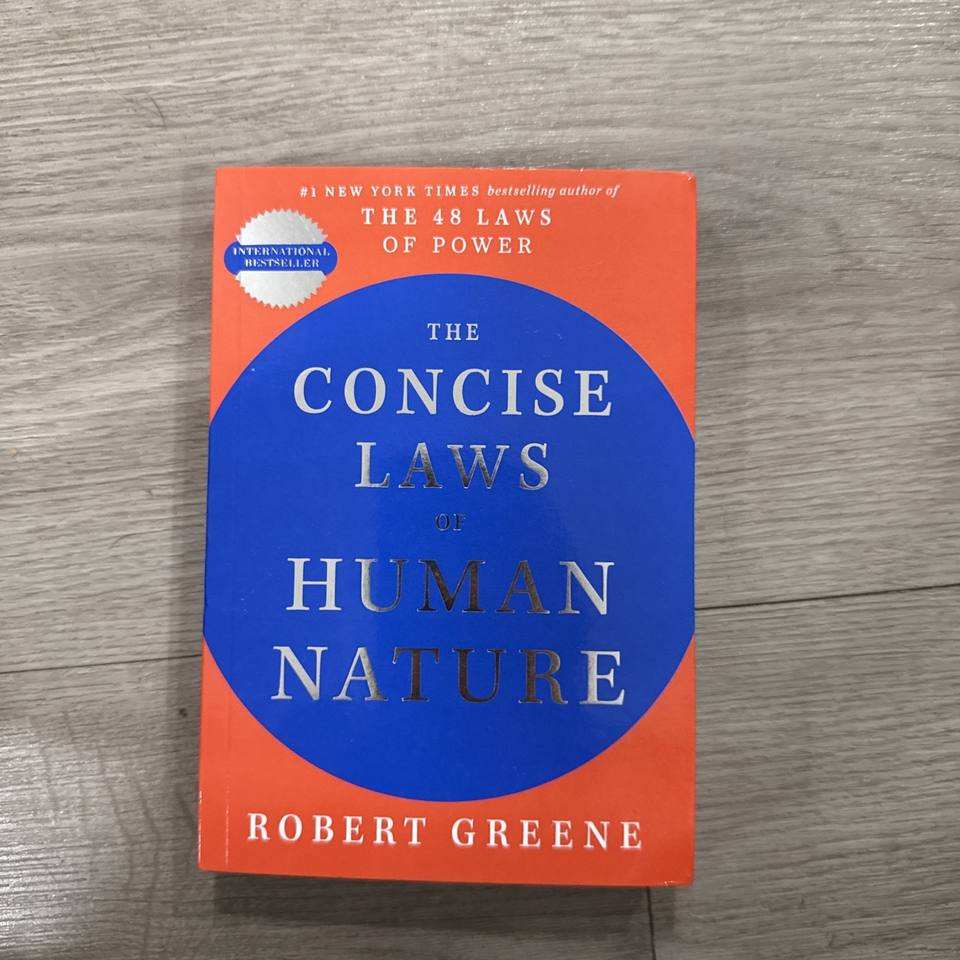 #1 NEW YORK TIMES bestselling author of
THE 48 LAWS
OF POWER
INTERNATIONAL
BESTSELLER
THE
CONCISE
LAWS
OF
HUMAN
NATURE
ROBERT GREENE